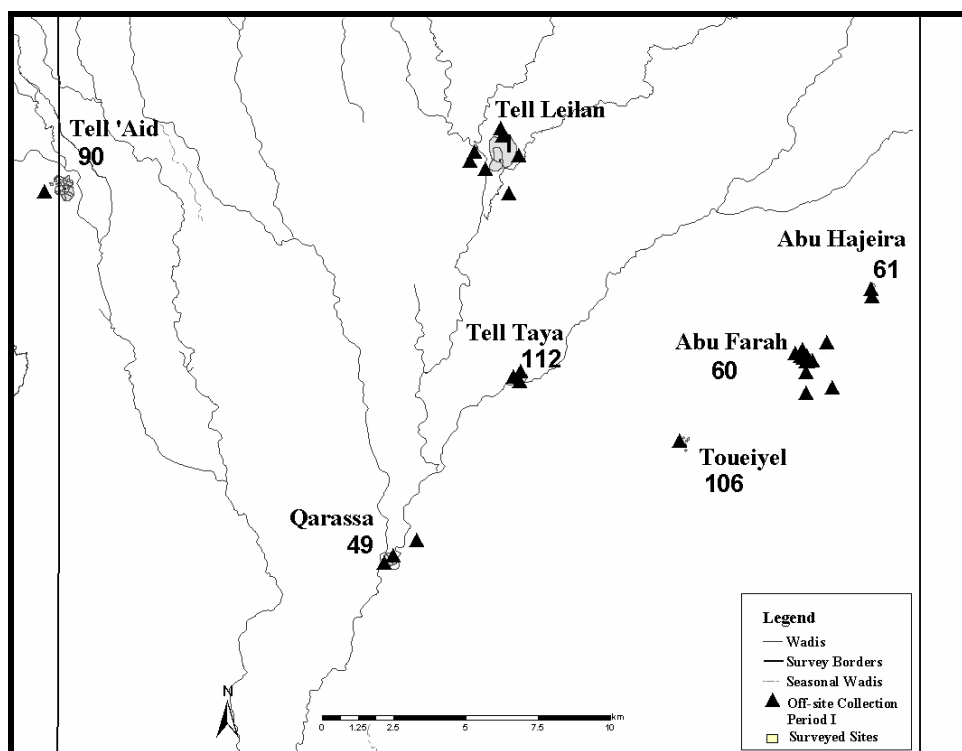 Tell Leilan
1
Tell 'Aid
90
Abu Hajeira
61
Tell Taya
112
Abu Farah
60
Toueiyel
106
Qarassa
49
N
0 1.25 2.5 5 7.5 10
km
Legend
Wadis
Survey Borders
Seasonal Wadis
Off-site Collection
Period I
Surveyed Sites